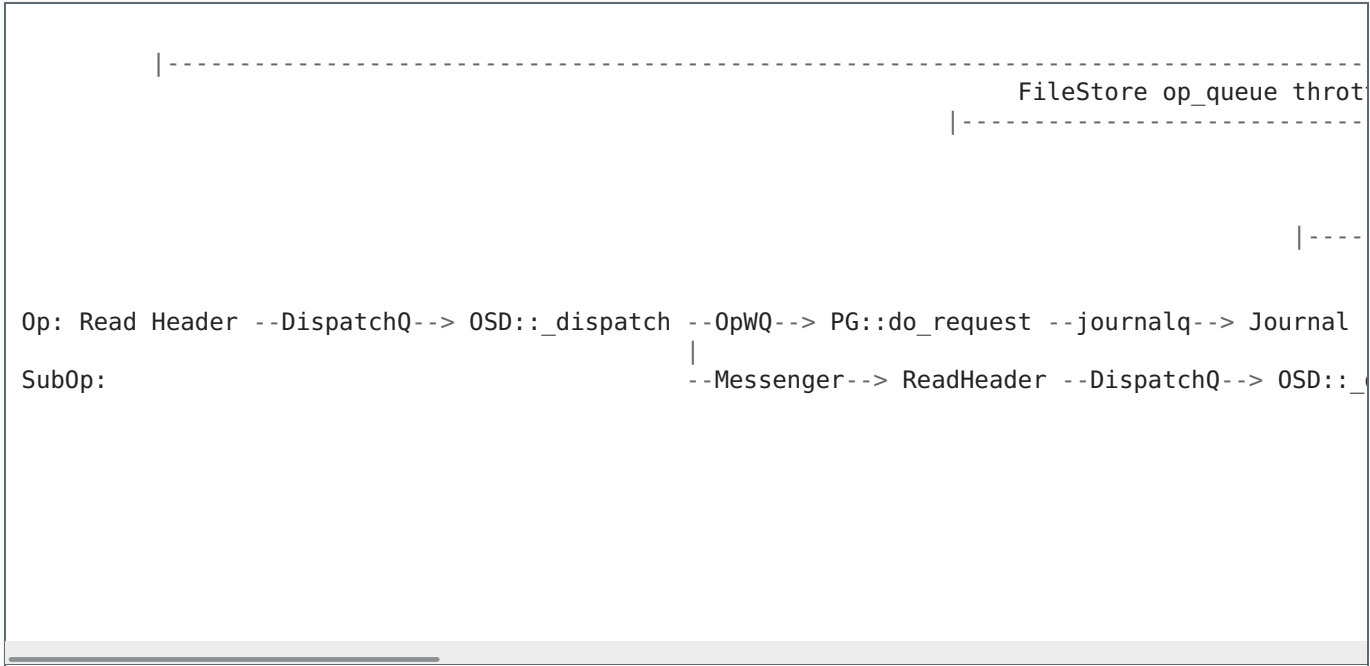 |-----------------------------------------------------------------------------------
FileStore op_queue throt
|----------------------------
|----
Op: Read Header --DispatchQ--> OSD::_dispatch --OpWQ--> PG::do_request --journalq--> Journal
|
SubOp: --Messenger--> ReadHeader --DispatchQ--> OSD::_